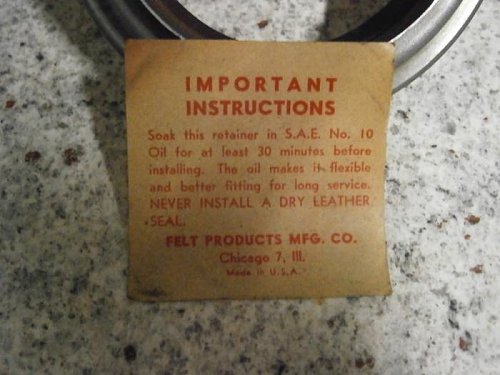 IMPORTANT
INSTRUCTIONS
Soak this retainer in S.A.E. No. 10
Oil for at least 30 minutes before
installing. The oil makes it flexible
and better fitting for long service.
NEVER INSTALL A DRY LEATHER
SEAL.
FELT PRODUCTS MFG. CO.
Chicago 7, Ill.
Made in U.S.A.